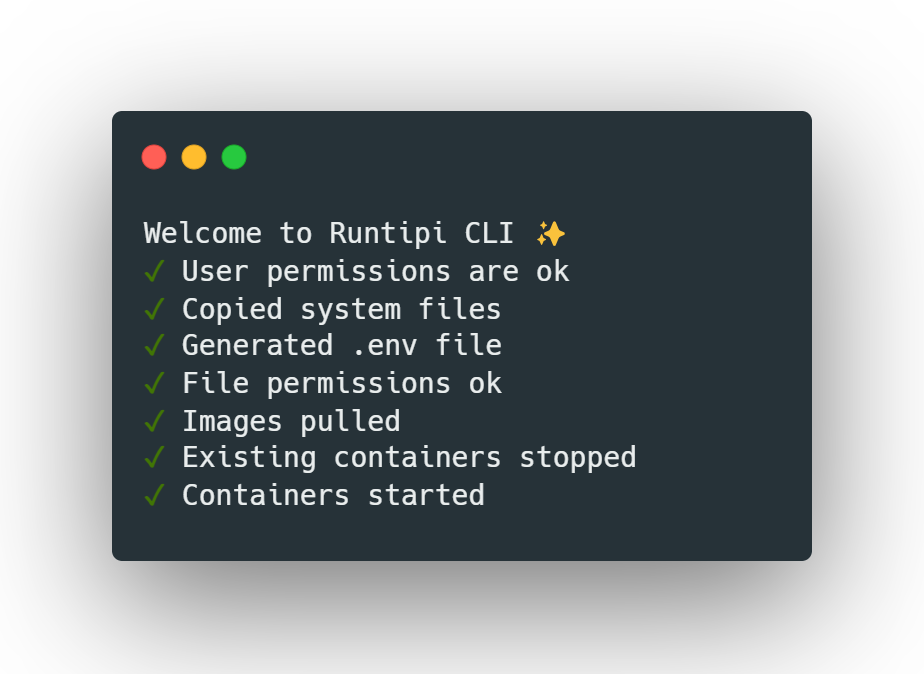 Welcome to Runtipi CLI ✨
✓ User permissions are ok
✓ Copied system files
✓ Generated .env file
✓ File permissions ok
✓ Images pulled
✓ Existing containers stopped
✓ Containers started